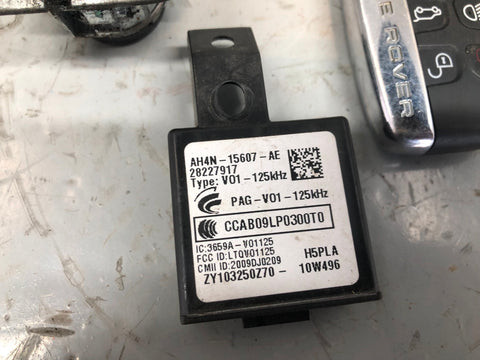 AH4N-15607-AE
28227917
Type: V01-125kHz
PAG-V01-125kHz
CCAB09LP0300T0
IC:3659A-V01125
FCC ID:LTQV01125
CMII ID:2009DJ0209
H5PLA
ZY103250Z70- 10W496
E ROVER